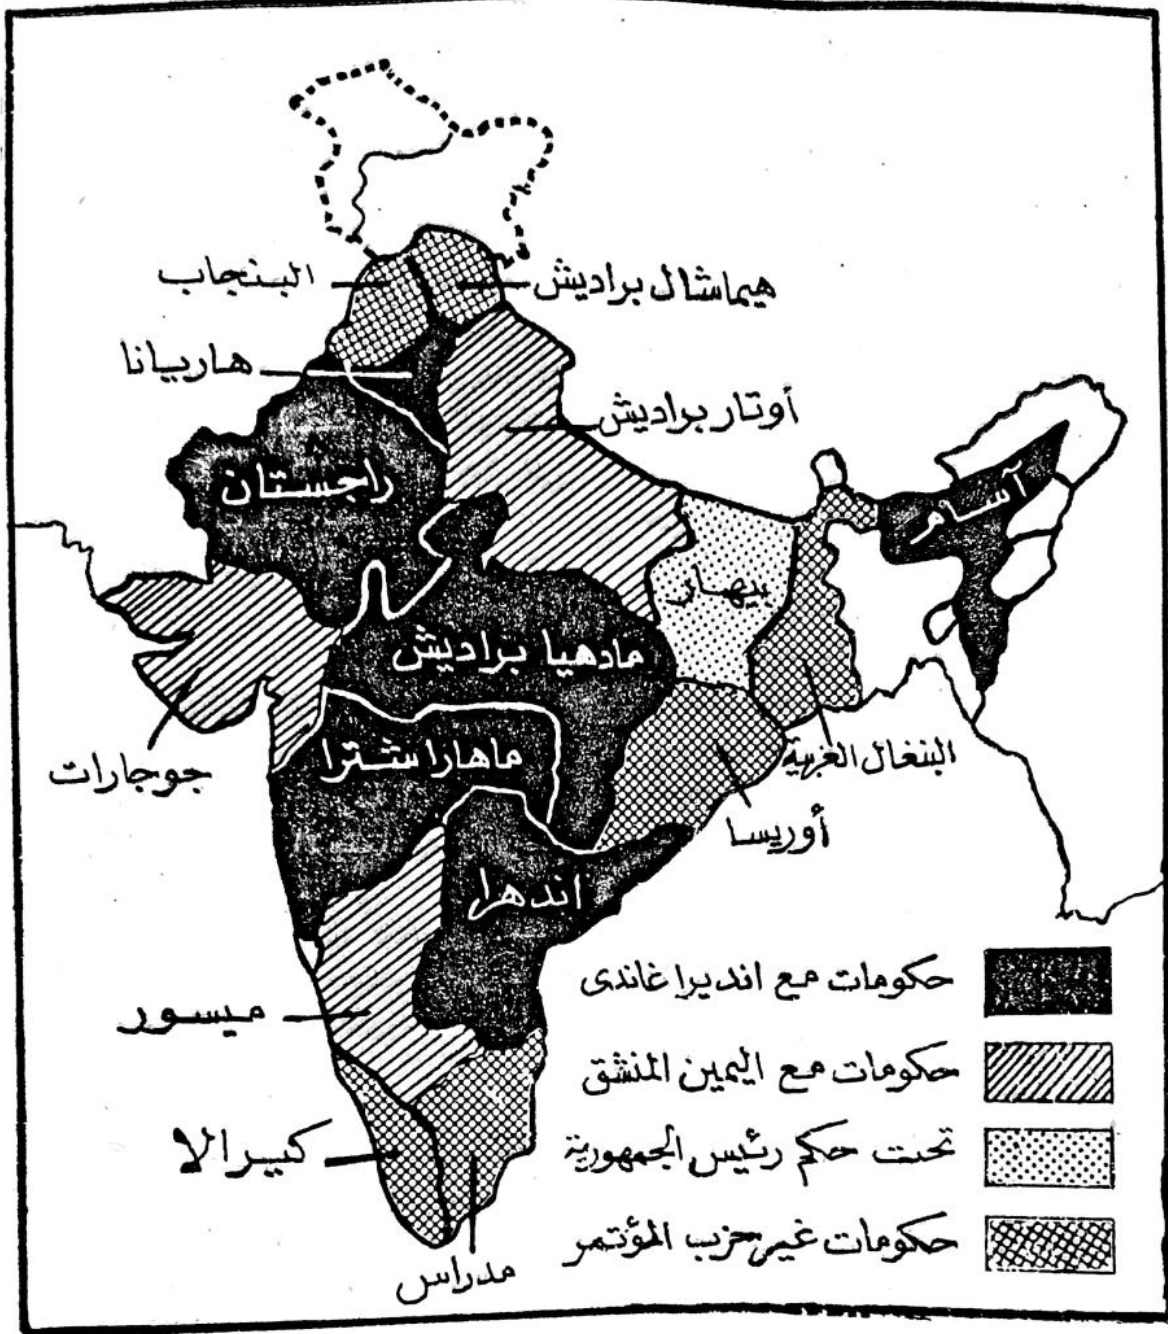 البنجاب
هيماشال براديش
هاريانا
أوتار براديش
راجستان
آسام
بيهار
مادهيا براديش
ماهاراشترا
جوجارات
البنغال الغربية
أوريسا
اندهرا
ميسور
كيرالا
مدراس
حكومات مع انديرا غاندى
حكومات مع اليمين المنشق
تحت حكم رئيس الجمهورية
حكومات غير حزب المؤتمر